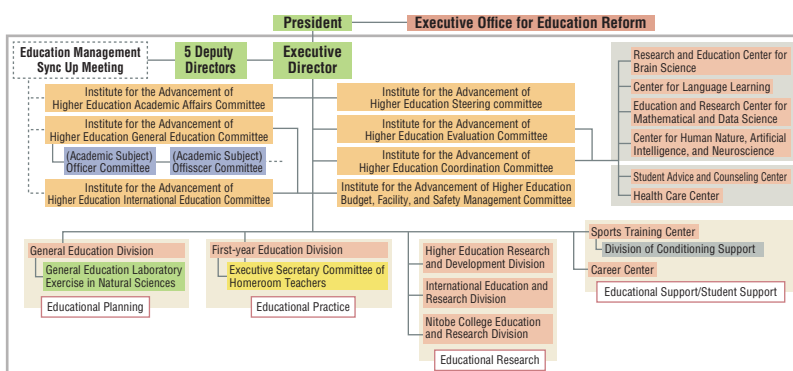 President
Executive Office for Education Reform
Education Management
Sync Up Meeting
5 Deputy
Directors
Executive
Director
Institute for the Advancement of
Higher Education Academic Affairs Committee
Institute for the Advancement of
Higher Education Steering committee
Institute for the Advancement of
Higher Education General Education Committee
Institute for the Advancement of
Higher Education Evaluation Committee
(Academic Subject)
Officer Committee
(Academic Subject)
Offisscer Committee
Institute for the Advancement of
Higher Education Coordination Committee
Institute for the Advancement of
Higher Education International Education Committee
Institute for the Advancement of Higher Education
Budget, Facility, and Safety Management Committee
Research and Education Center for
Brain Science
Center for Language Learning
Education and Research Center for
Mathematical and Data Science
Center for Human Nature, Artificial
Intelligence, and Neuroscience
Student Advice and Counseling Center
Health Care Center
General Education Division
General Education Laboratory
Exercise in Natural Sciences
Educational Planning
First-year Education Division
Executive Secretary Committee of
Homeroom Teachers
Educational Practice
Higher Education Research
and Development Division
International Education and
Research Division
Nitobe College Education
and Research Division
Educational Research
Sports Training Center
Division of Conditioning Support
Career Center
Educational Support/Student Support